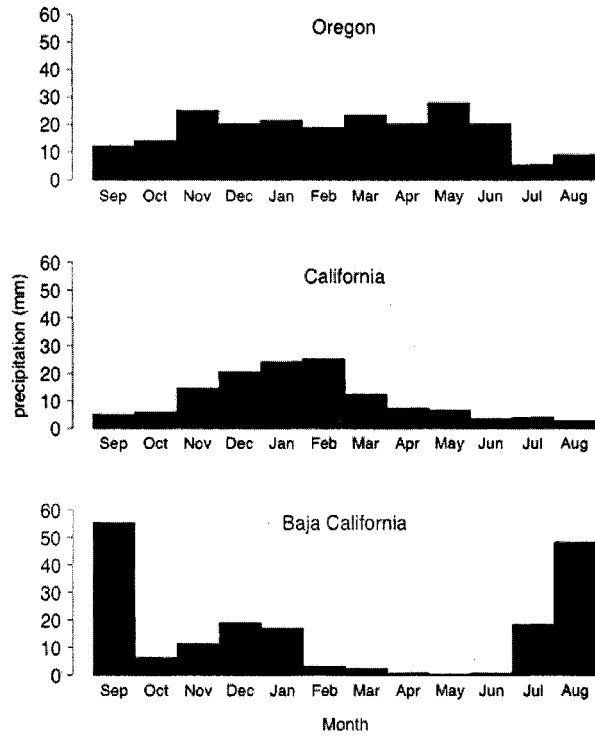 Oregon
60
50
40
30
20
10
0
Sep Oct Nov Dec Jan Feb Mar Apr May Jun Jul Aug
California
precipitation (mm)
60
50
40
30
20
10
0
Sep Oct Nov Dec Jan Feb Mar Apr May Jun Jul Aug
Baja California
60
50
40
30
20
10
0
Sep Oct Nov Dec Jan Feb Mar Apr May Jun Jul Aug
Month